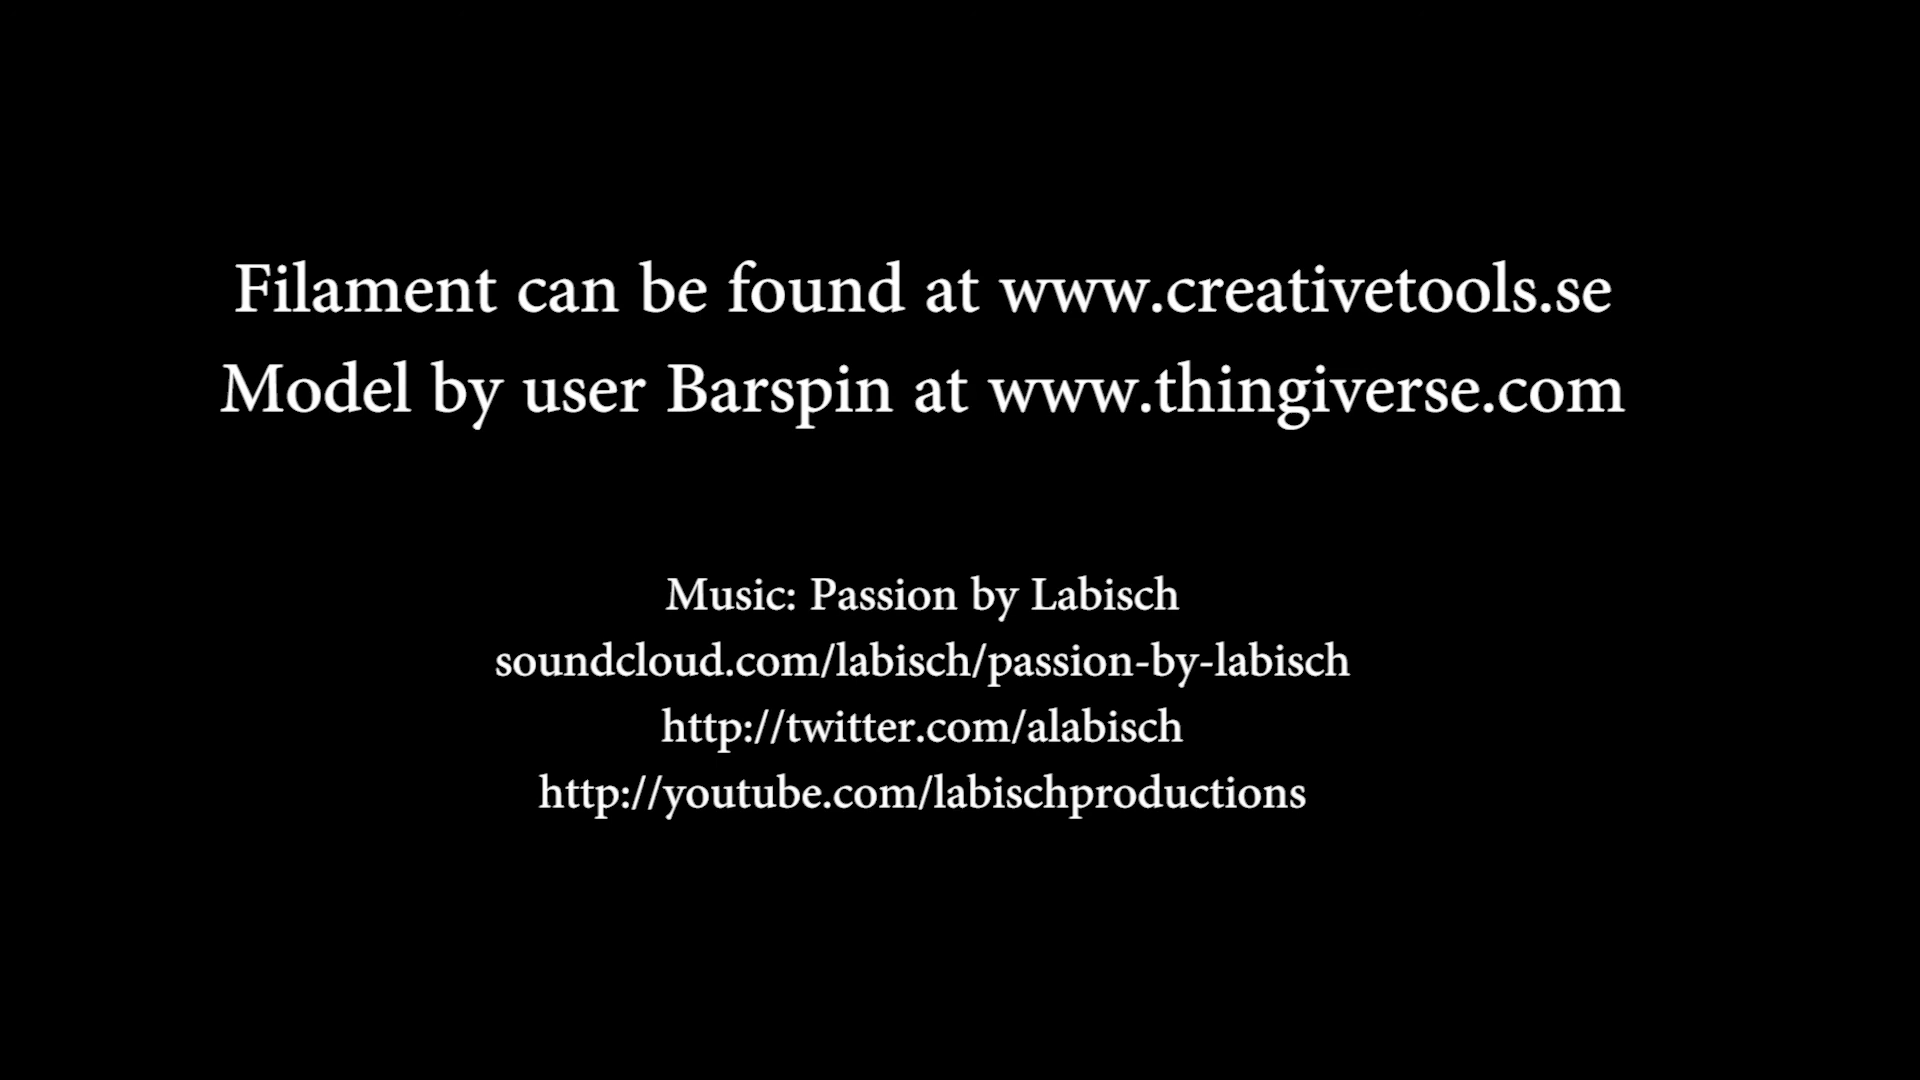 Filament can be found at www.creativetools.se
Model by user Barspin at www.thingiverse.com
Music: Passion by Labisch
soundcloud.com/labisch/passion-by-labisch
http://twitter.com/alabisch
http://youtube.com/labischproductions